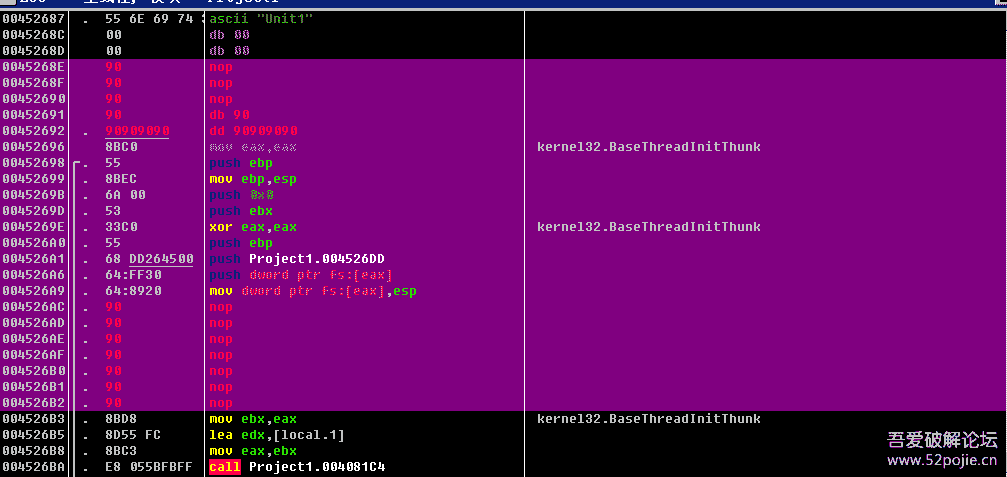 00452687 55 6E 69 74 ascii "Unit1"
0045268C 00 db 00
0045268D 00 db 00
0045268E 90 nop
0045268F 90 nop
00452690 90 nop
00452691 90 db 90
00452692 . 90909090 dd 90909090
00452696 8BC0 mov eax,eax kernel32.BaseThreadInitThunk
00452698 . 55 push ebp
00452699 . 8BEC mov ebp,esp
0045269B . 6A 00 push 0x0
0045269D . 53 push ebx
0045269E . 33C0 xor eax,eax kernel32.BaseThreadInitThunk
004526A0 . 55 push ebp
004526A1 . 68 DD264500 push Project1.004526DD
004526A6 . 64:FF30 push dword ptr fs:[eax]
004526A9 . 64:8920 mov dword ptr fs:[eax],esp
004526AC . 90 nop
004526AD . 90 nop
004526AE . 90 nop
004526AF . 90 nop
004526B0 . 90 nop
004526B1 . 90 nop
004526B2 . 90 nop
004526B3 . 8BD8 mov ebx,eax kernel32.BaseThreadInitThunk
004526B5 . 8D55 FC lea edx,[local.1]
004526B8 . 8BC3 mov eax,ebx
004526BA . E8 055BFBFF call Project1.004081C4
吾爱破解论坛
www.52pojie.cn